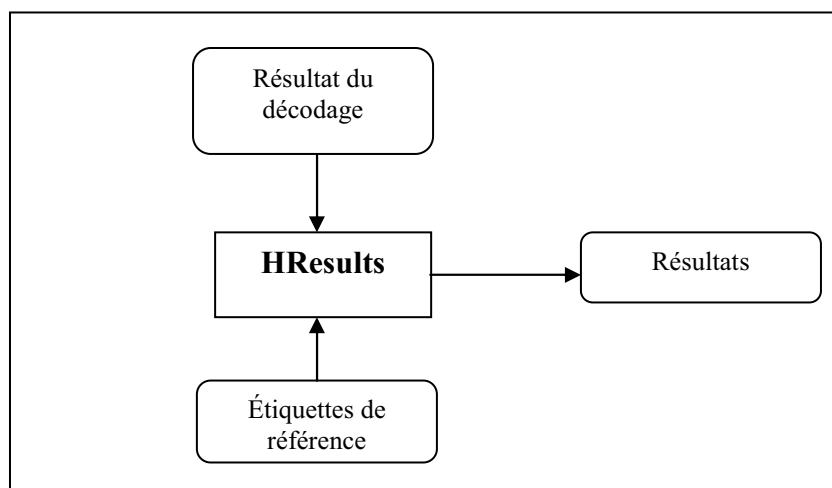 Résultat du
décodage
HResults
Résultats
Étiquettes de
référence